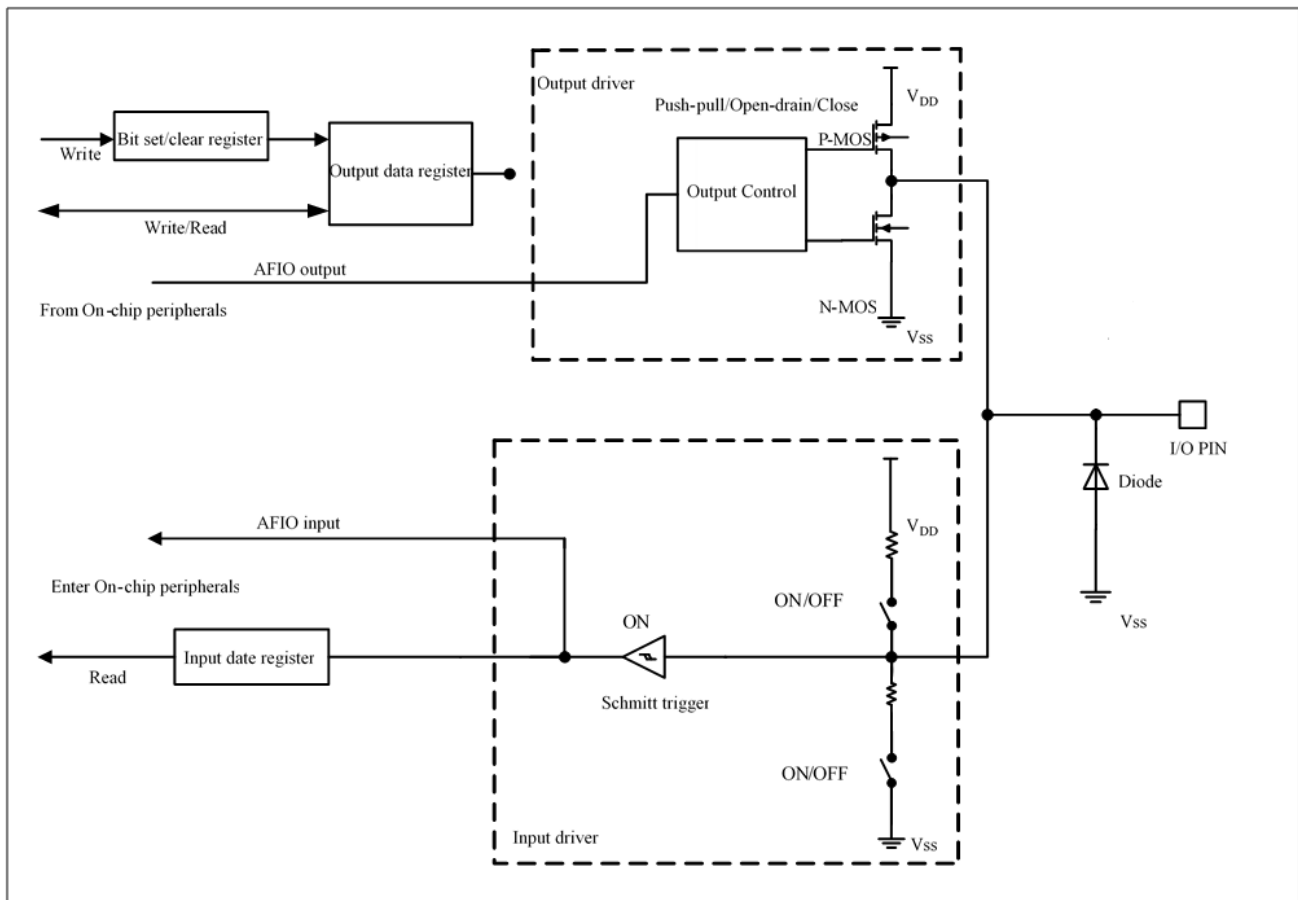 Output driver
VDD
Push-pull/Open-drain/Close
Bit set/clear register
P-MOS
Write
Output data register
Output Control
Write/Read
AFIO output
From On-chip peripherals
N-MOS
Vss
I/O PIN
Diode
AFIO input
VDD
Enter On-chip peripherals
ON/OFF
ON
Vss
Input date register
Read
Schmitt trigger
ON/OFF
Input driver
Vss